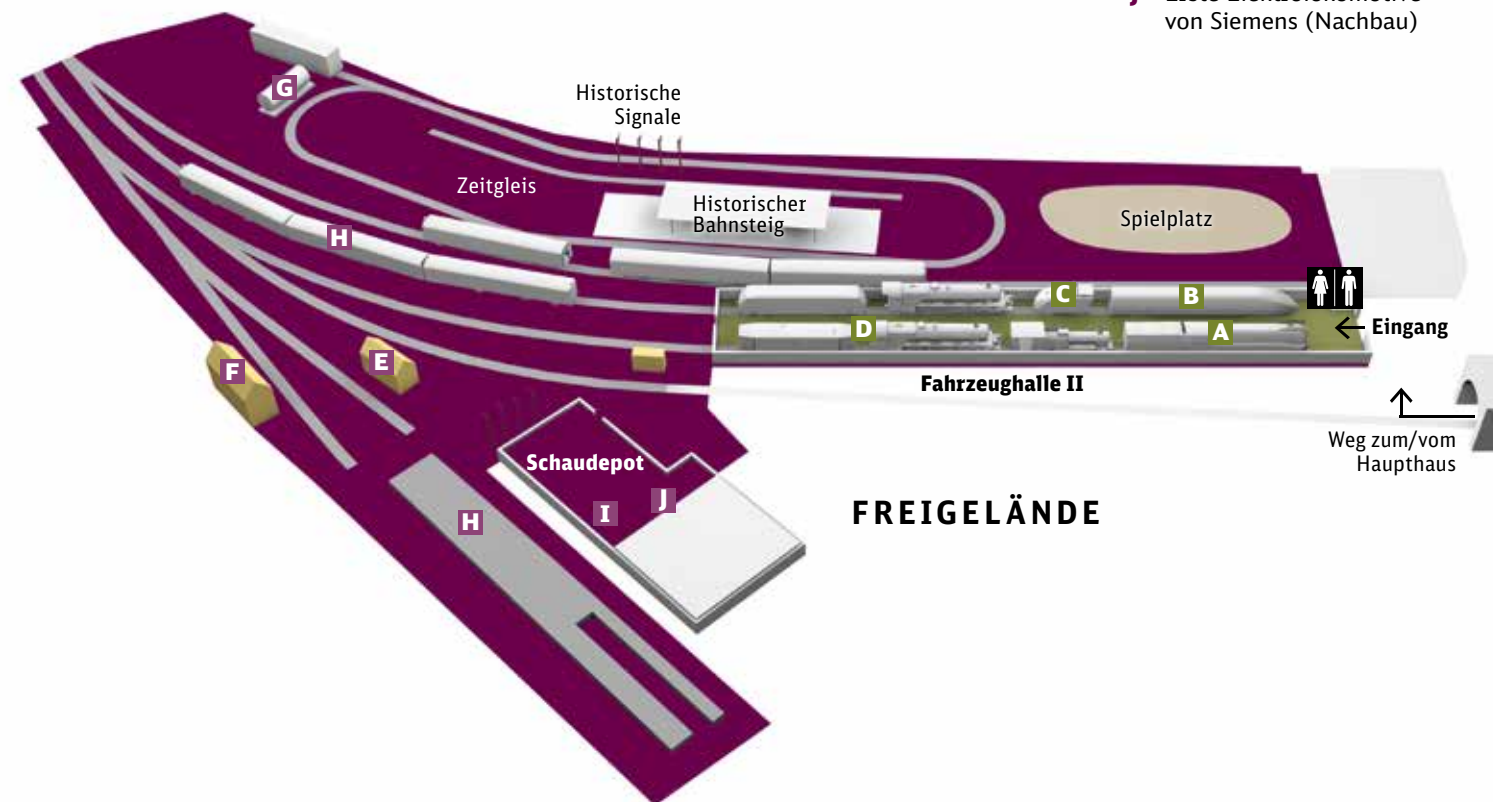 von Siemens (Nachbau)
G
Historische
Signale
Zeitgleis
Historischer
Bahnsteig
Spielplatz
H
C
B
D
A
Eingang
F
E
Fahrzeughalle II
Weg zum/vom
Haupthaus
Schaudepot
J
I
H
FREIGELÄNDE